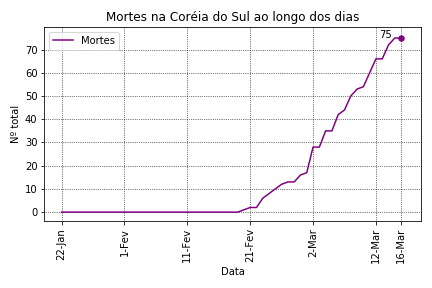 Mortes na Coréia do Sul ao longo dos dias
Mortes
75
Nº total
70
60
50
40
30
20
10
0
22-Jan
1-Fev
11-Fev
21-Fev
2-Mar
12-Mar
16-Mar
Data